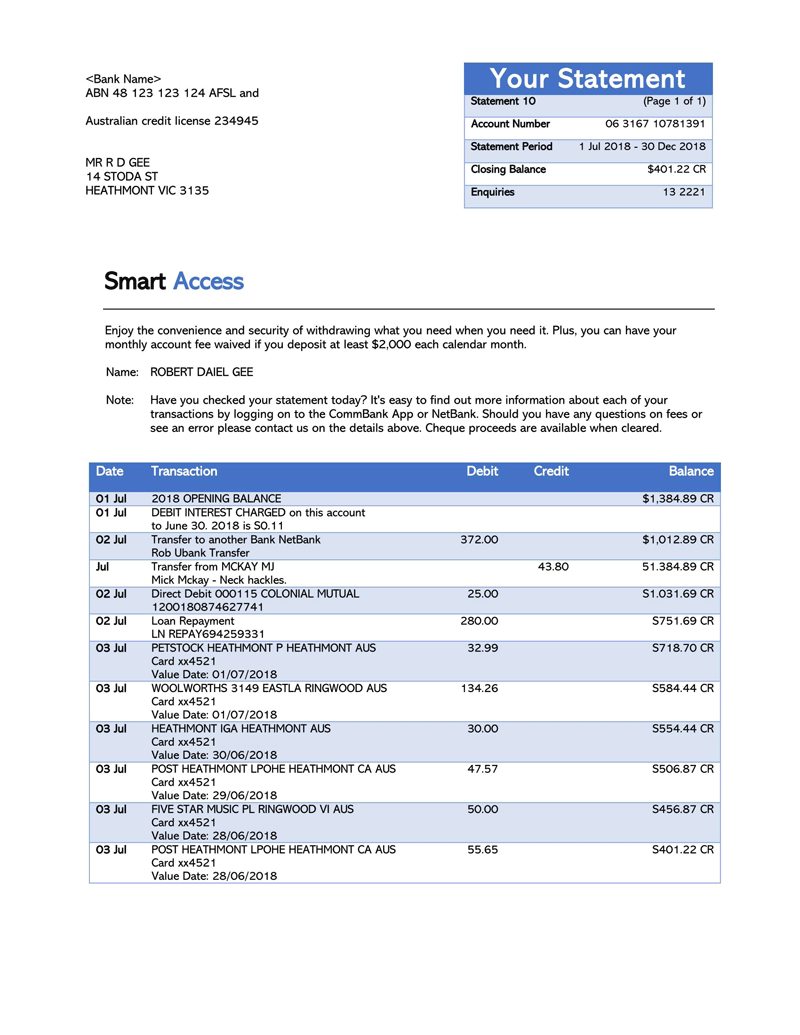 <Bank Name>
ABN 48 123 123 124 AFSL and
Australian credit license 234945
MR R D GEE
14 STODA ST
HEATHMONT VIC 3135
Your Statement
Statement 10 (Page 1 of 1)
Account Number 06 3167 10781391
Statement Period 1 Jul 2018 - 30 Dec 2018
Closing Balance $401.22 CR
Enquiries 13 2221
Smart Access
Enjoy the convenience and security of withdrawing what you need when you need it. Plus, you can have your
monthly account fee waived if you deposit at least $2,000 each calendar month.
Name: ROBERT DAIEL GEE
Note: Have you checked your statement today? It's easy to find out more information about each of your
transactions by logging on to the CommBank App or NetBank. Should you have any questions on fees or
see an error please contact us on the details above. Cheque proceeds are available when cleared.
Date Transaction Debit Credit Balance
01 Jul 2018 OPENING BALANCE $1,384.89 CR
01 Jul DEBIT INTEREST CHARGED on this account
to June 30. 2018 is S0.11
02 Jul Transfer to another Bank NetBank 372.00 $1,012.89 CR
Rob Ubank Transfer
Jul Transfer from MCKAY MJ 43.80 51.384.89 CR
Mick Mckay - Neck hackles.
02 Jul Direct Debit 000115 COLONIAL MUTUAL 25.00 S1.031.69 CR
1200180874627741
02 Jul Loan Repayment 280.00 S751.69 CR
LN REPAY694259331
03 Jul PETSTOCK HEATHMONT P HEATHMONT AUS 32.99 S718.70 CR
Card xx4521
Value Date: 01/07/2018
03 Jul WOOLWORTHS 3149 EASTLA RINGWOOD AUS 134.26 S584.44 CR
Card xx4521
Value Date: 01/07/2018
03 Jul HEATHMONT IGA HEATHMONT AUS 30.00 S554.44 CR
Card xx4521
Value Date: 30/06/2018
03 Jul POST HEATHMONT LPOHE HEATHMONT CA AUS 47.57 S506.87 CR
Card xx4521
Value Date: 29/06/2018
03 Jul FIVE STAR MUSIC PL RINGWOOD VI AUS 50.00 S456.87 CR
Card xx4521
Value Date: 28/06/2018
03 Jul POST HEATHMONT LPOHE HEATHMONT CA AUS 55.65 S401.22 CR
Card xx4521
Value Date: 28/06/2018